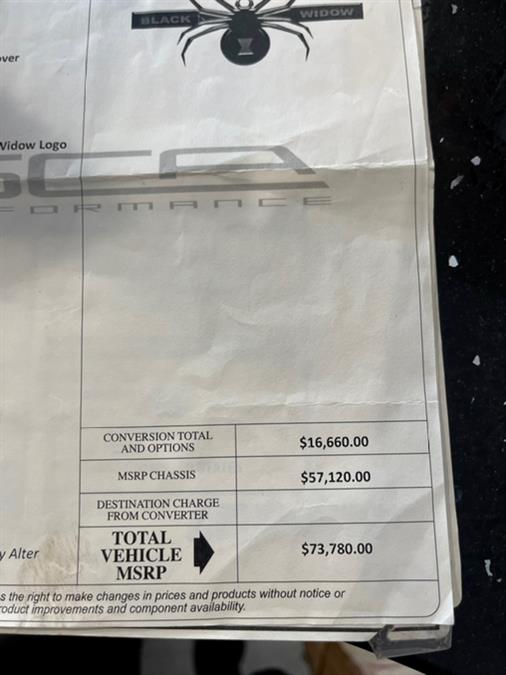 BLACK WIDOW
over
Widow Logo
SCA
FORMANCE
CONVERSION TOTAL
AND OPTIONS
$16,660.00
MSRP CHASSIS
$57,120.00
DESTINATION CHARGE
FROM CONVERTER
TOTAL
VEHICLE
MSRP
$73,780.00
y Alter
s the right to make changes in prices and products without notice or
roduct improvements and component availability.